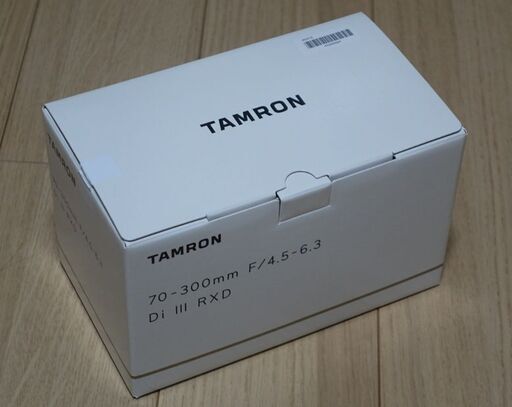 TAMRON
TAMRON
70-300mm F/4.5-6.3
Di III RXD